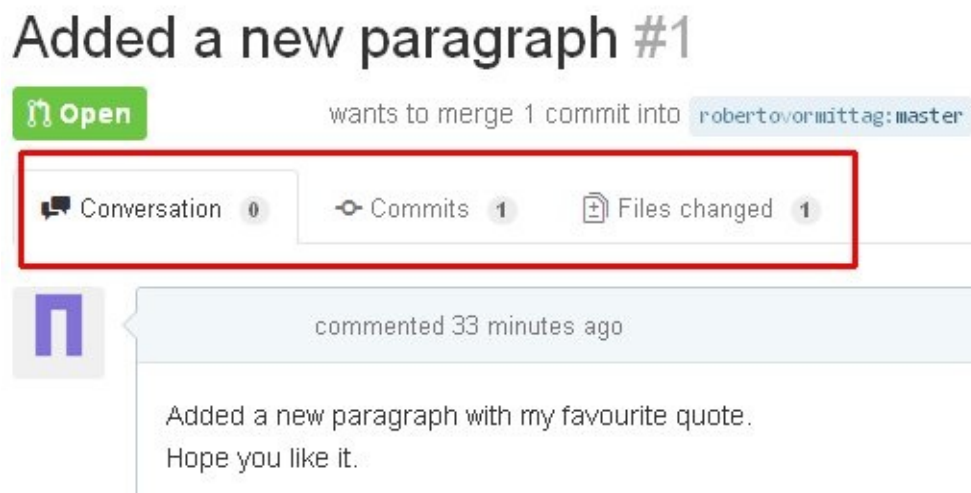 Added a new paragraph #1
Open wants to merge 1 commit into robertovormittag:master
Conversation 0 Commits 1 Files changed 1
commented 33 minutes ago
Added a new paragraph with my favourite quote.
Hope you like it.